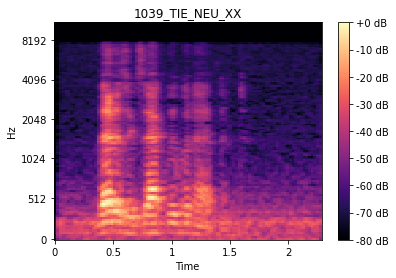 1039_TIE_NEU_XX
8192
4096
2048
1024
512
0
Hz
0
0.5
1
1.5
2
Time
+0 dB
-10 dB
-20 dB
-30 dB
-40 dB
-50 dB
-60 dB
-70 dB
-80 dB